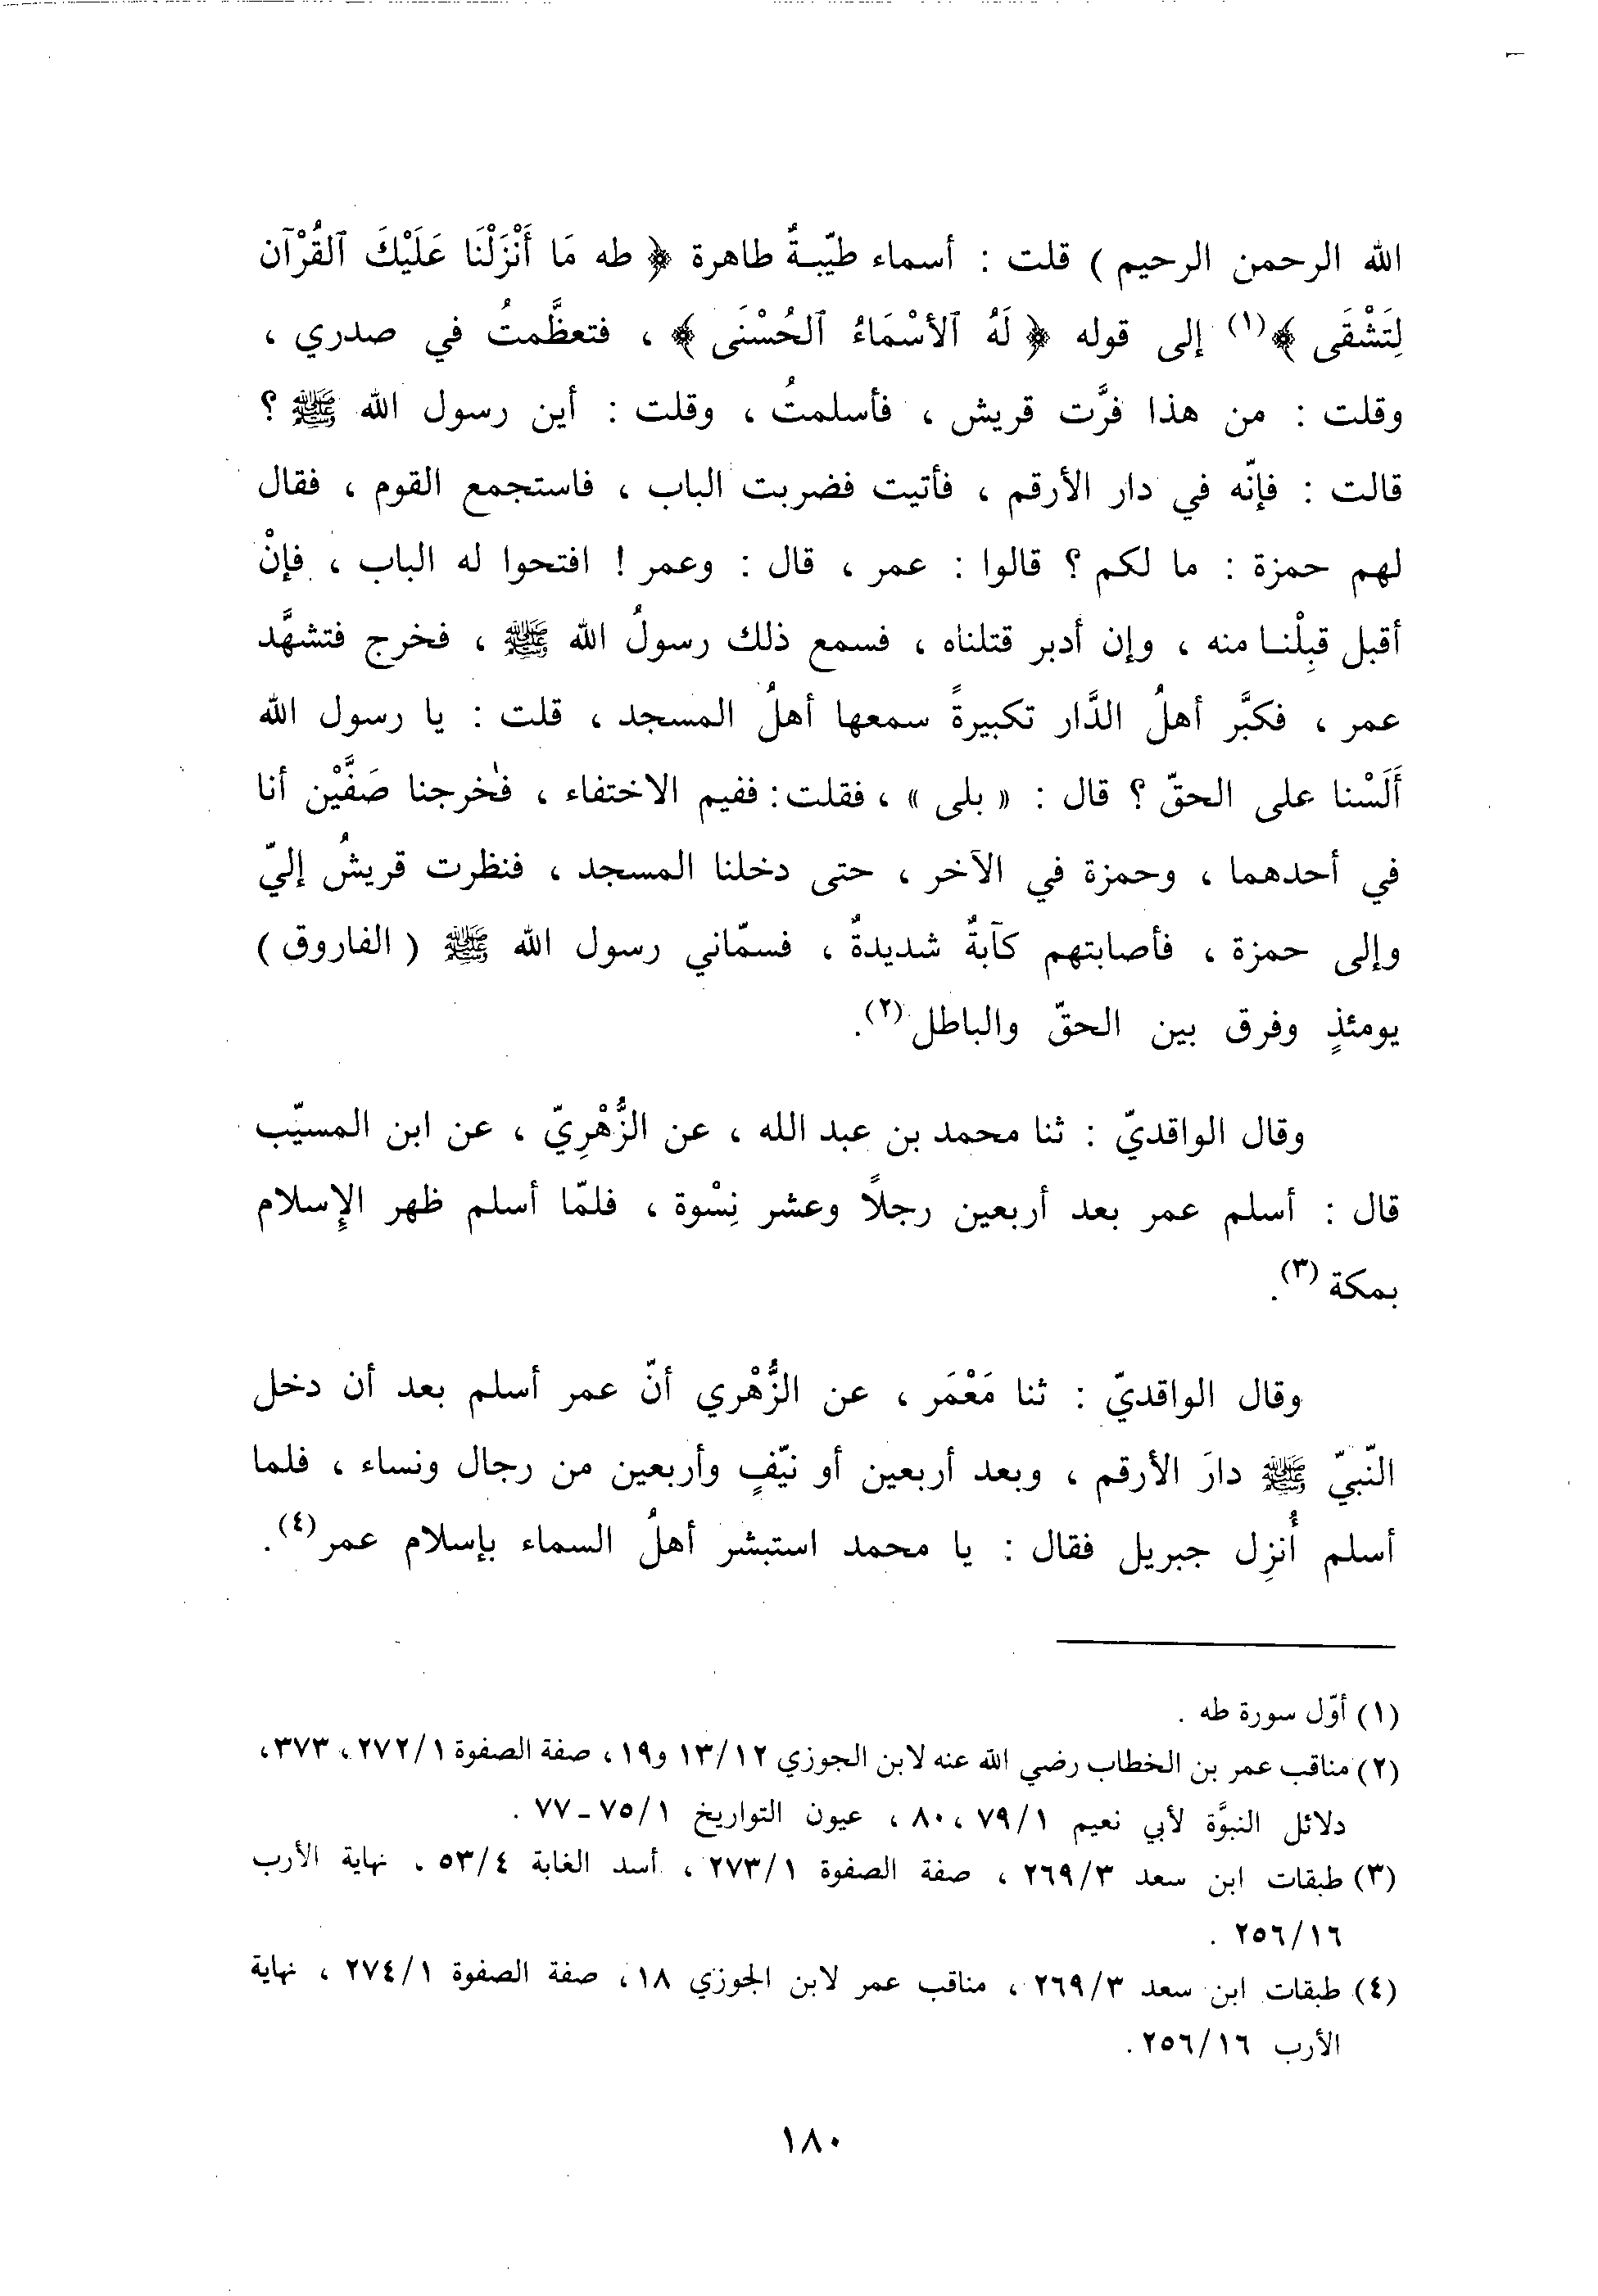 الله الرحمن الرحيم ) قلت : أسماء طيّبـةٌ طاهرة ﴿ طه مَا أَنْزَلْنَا عَلَيْكَ ٱلقُرْآن
لِتَشْقَى ﴾(١) إلى قوله ﴿ لَهُ ٱلأسْمَاءُ ٱلحُسْنَى ﴾ ، فتعظَّمتُ في صدري ،
وقلت : من هذا فرَّت قريش ، فأسلمتُ ، وقلت : أين رسول الله ﷺ ؟
قالت : فإنّه في دار الأرقم ، فأتيت فضربت الباب ، فاستجمع القوم ، فقال
لهم حمزة : ما لكم ؟ قالوا : عمر ، قال : وعمر ! افتحوا له الباب ، فإنْ
أقبل قبِلْنـا منه ، وإن أدبر قتلناه ، فسمع ذلك رسولُ الله ﷺ ، فخرج فتشهَّد
عمر ، فكبَّر أهلُ الدَّار تكبيرةً سمعها أهلُ المسجد ، قلت : يا رسول الله
أَلَسْنا على الحقّ ؟ قال : « بلى » ، فقلت : ففيم الاختفاء ، فخرجنا صَفَّيْن أنا
في أحدهما ، وحمزة في الآخر ، حتى دخلنا المسجد ، فنظرت قريشُ إليّ
وإلى حمزة ، فأصابتهم كآبةٌ شديدةٌ ، فسمّاني رسول الله ﷺ ( الفاروق )
يومئذٍ وفرق بين الحقّ والباطل(٢).
وقال الواقديّ : ثنا محمد بن عبد الله ، عن الزُّهْرِيّ ، عن ابن المسيّب
قال : أسلم عمر بعد أربعين رجلاً وعشر نِسْوة ، فلمّا أسلم ظهر الإِسلام
بمكة (٣).
وقال الواقديّ : ثنا مَعْمَر ، عن الزُّهْري أنّ عمر أسلم بعد أن دخل
النّبيّ ﷺ دارَ الأرقم ، وبعد أربعين أو نيّفٍ وأربعين من رجال ونساء ، فلما
أسلم أُنزِل جبريل فقال : يا محمد استبشر أهلُ السماء بإسلام عمر(٤).
(١) أوّل سورة طه .
(٢) مناقب عمر بن الخطاب رضي الله عنه لابن الجوزي ١٣/١٢ و١٩، صفة الصفوة ٢٧٢/١، ٣٧٣،
دلائل النبوَّة لأبي نعيم ٧٩/١، ٨٠ ، عيون التواريخ ٧٥/١ ـ ٧٧ .
(٣) طبقات ابن سعد ٢٦٩/٣ ، صفة الصفوة ٢٧٣/١ ، أسد الغابة ٥٣/٤ ، نهاية الأرب
٢٥٦/١٦ .
(٤) طبقات ابن سعد ٢٦٩/٣ ، مناقب عمر لابن الجوزي ١٨، صفة الصفوة ٢٧٤/١ ، نهاية
الأرب ٢٥٦/١٦.
١٨٠